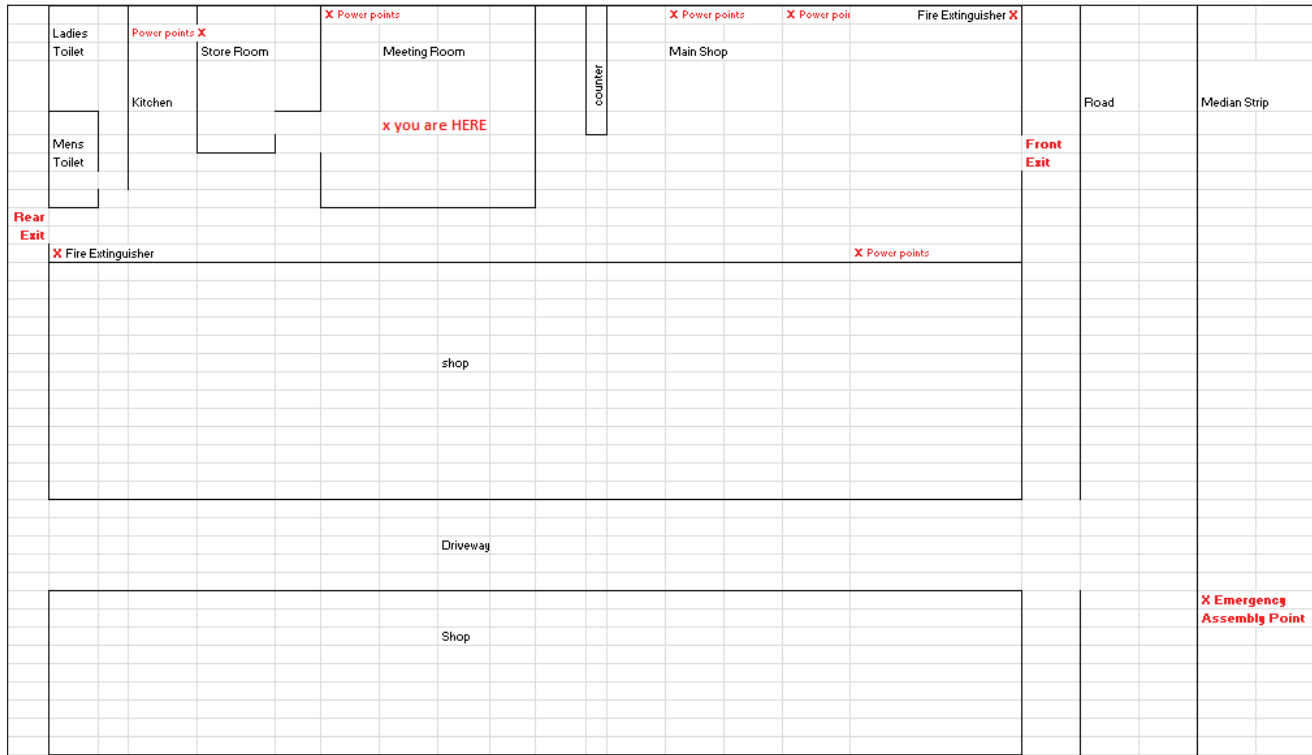 X Power points
X Power points
X Power poi
Fire Extinguisher X
Ladies
Toilet
Power points X
Store Room
Meeting Room
Main Shop
counter
Kitchen
Road
Median Strip
x you are HERE
Mens
Toilet
Front
Exit
Rear
Exit
X Fire Extinguisher
X Power points
shop
Driveway
X Emergency
Assembly Point
Shop